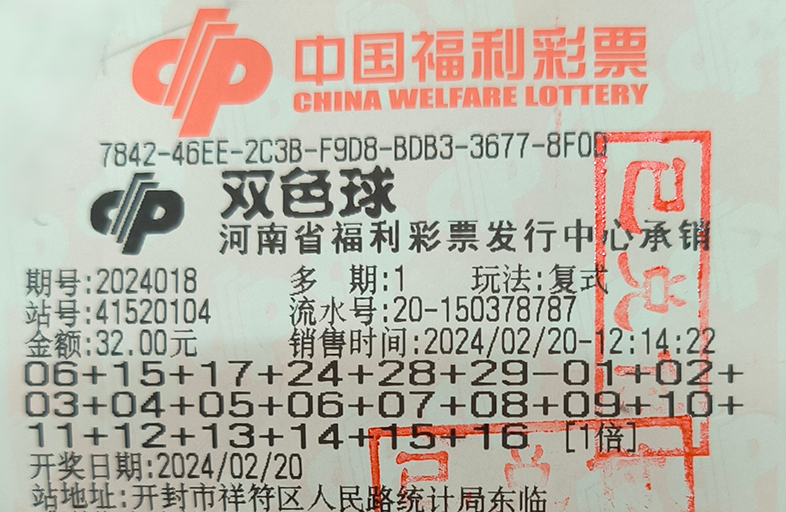 中国福利彩票
CHINA WELFARE LOTTERY
7842-46EE-2C3B-F9D8-BDB3-3677-8F0D
双色球
河南省福利彩票发行中心承销
期号:2024018 多 期:1 玩法:复式
站号:41520104 流水号:20-150378787
金额:32.00元 销售时间:2024/02/20-12:14:22
06+15+17+24+28+29-01+02+
03+04+05+06+07+08+09+10+
11+12+13+14+15+16 [1倍]
开奖日期:2024/02/20
站地址:开封市祥符区人民路统计局东临
已兑
已兑